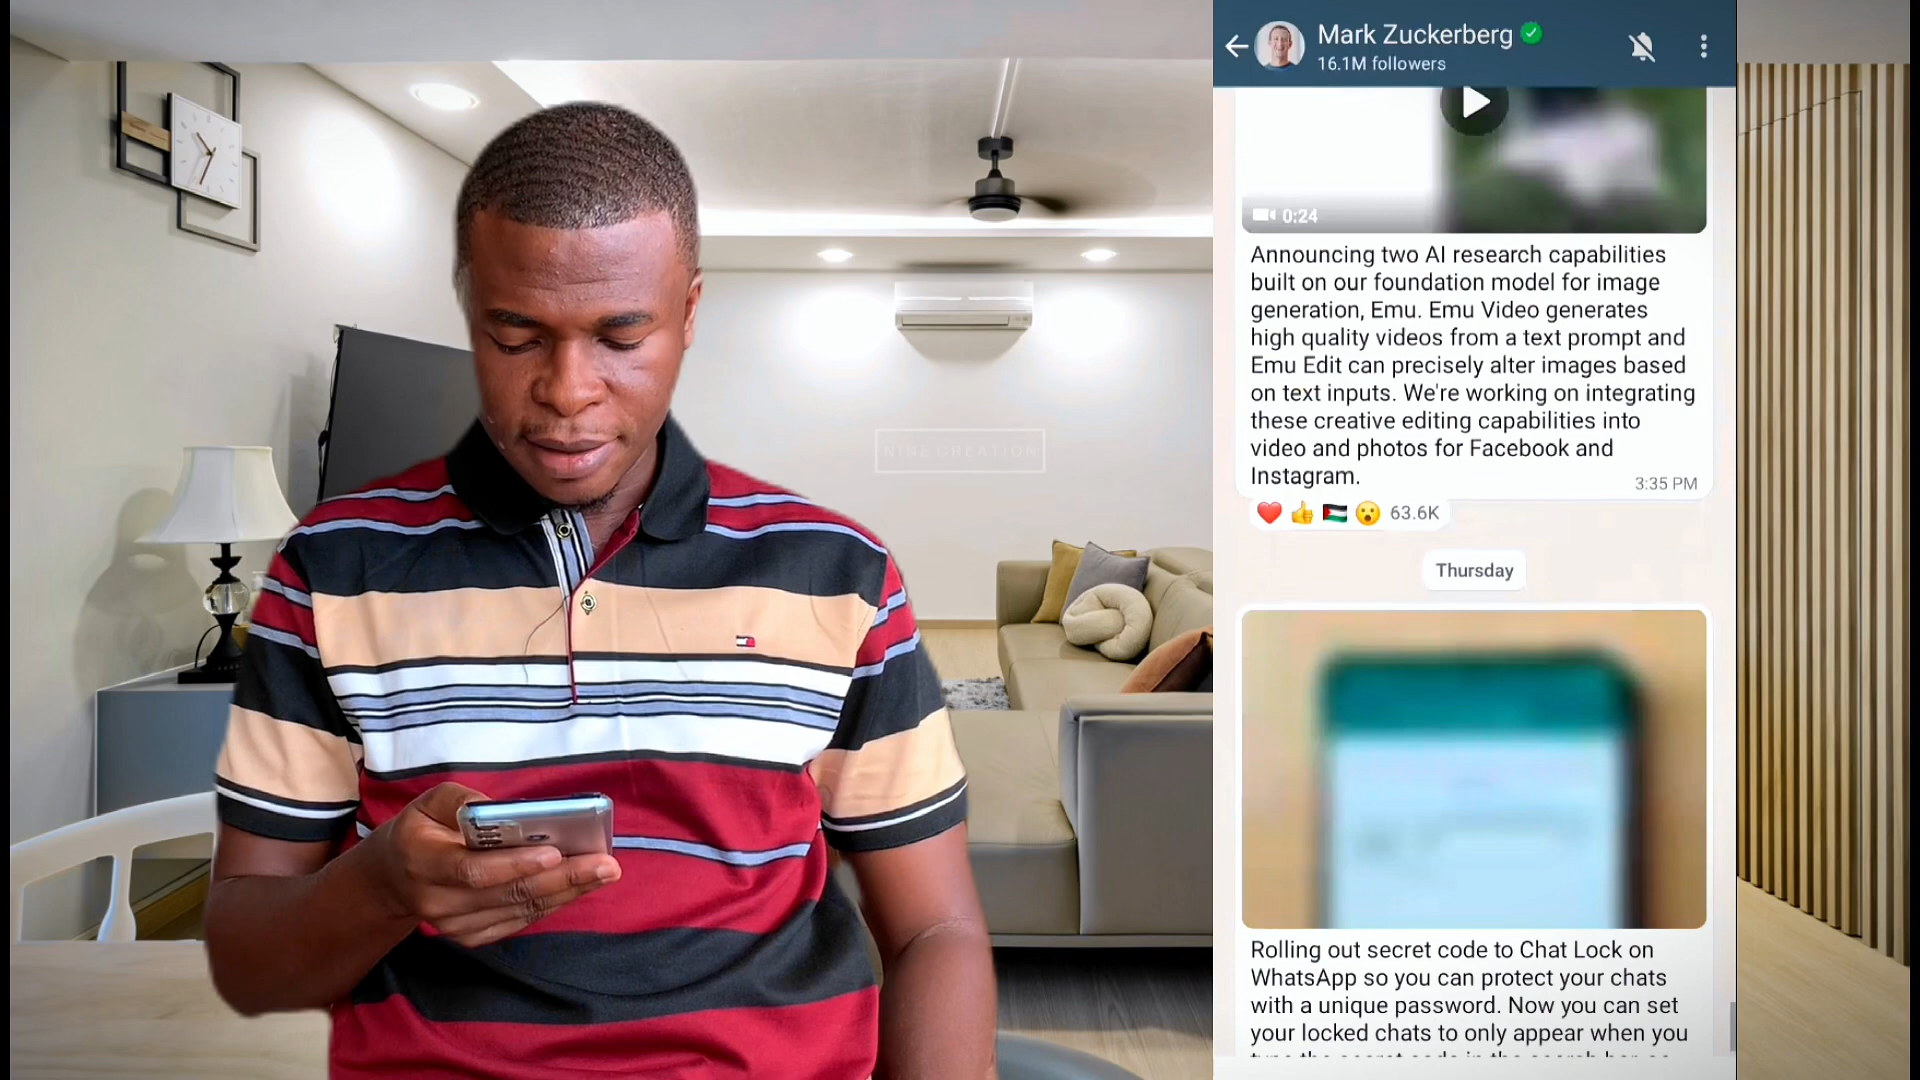 NINE CREATION
Mark Zuckerberg
16.1M followers
0:24
Announcing two AI research capabilities
built on our foundation model for image
generation, Emu. Emu Video generates
high quality videos from a text prompt and
Emu Edit can precisely alter images based
on text inputs. We're working on integrating
these creative editing capabilities into
video and photos for Facebook and
Instagram.
3:35 PM
63.6K
Thursday
Rolling out secret code to Chat Lock on
WhatsApp so you can protect your chats
with a unique password. Now you can set
your locked chats to only appear when you